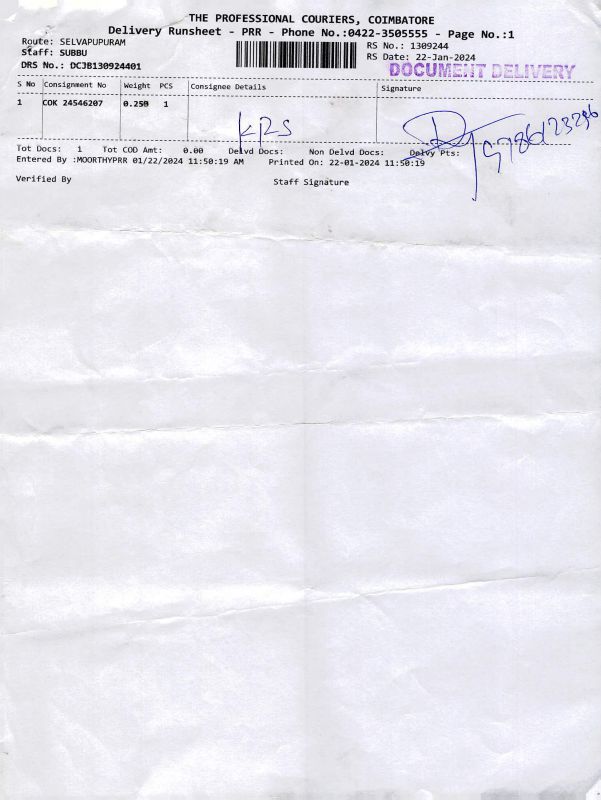 THE PROFESSIONAL COURIERS, COIMBATORE
Delivery Runsheet - PRR - Phone No.:0422-3505555 - Page No.:1
Route: SELVAPUPURAM
Staff: SUBBU
DRS No.: DCJB130924401
RS No.: 1309244
RS Date: 22-Jan-2024
DOCUMENT DELIVERY
S No Consignment No Weight PCS Consignee Details Signature
1 COK 24546207 0.250 1
KRS
Tot Docs: 1 Tot COD Amt: 0.00 Delvd Docs: Non Delvd Docs: Delvy Pts:
Entered By :MOORTHYPRR 01/22/2024 11:50:19 AM Printed On: 22-01-2024 11:50:19
Verified By Staff Signature